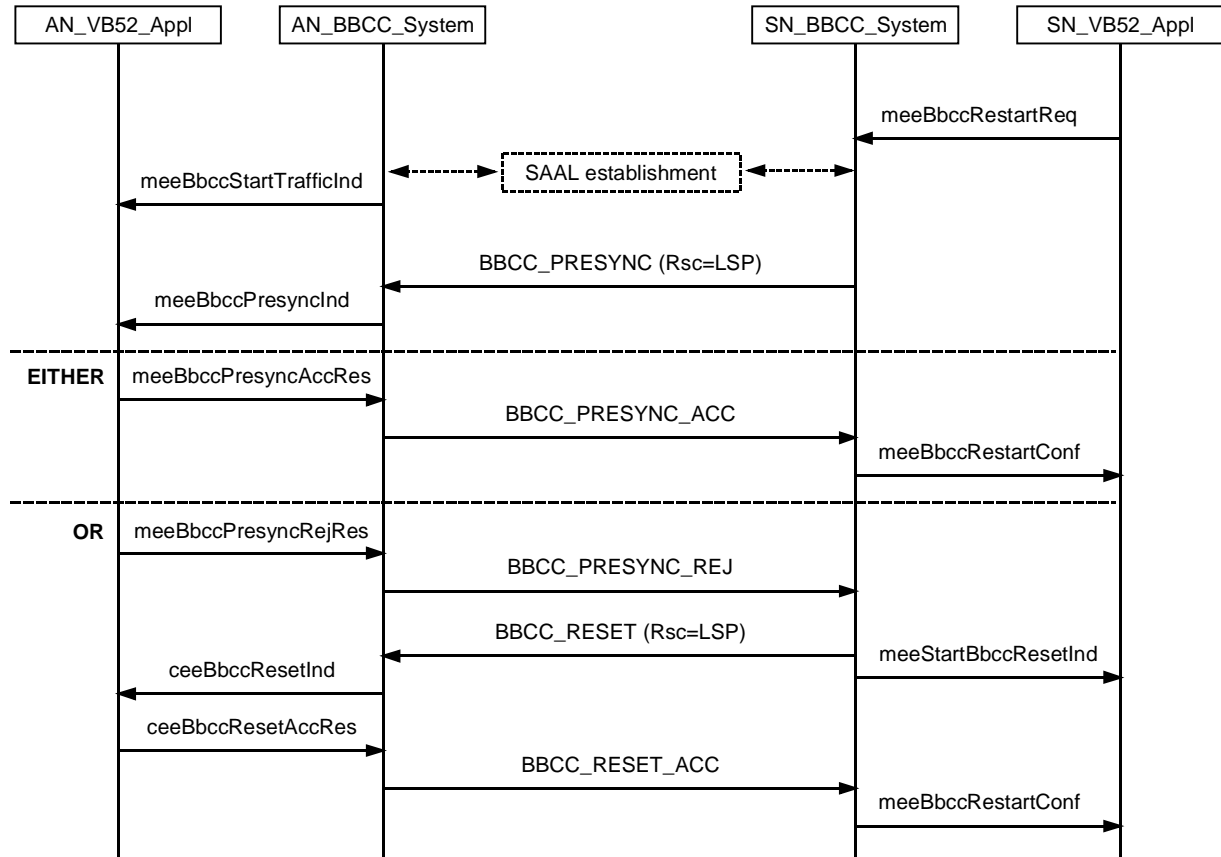 AN_VB52_Appl
AN_BBCC_System
SN_BBCC_System
SN_VB52_Appl
meeBbccRestartReq
SAAL establishment
meeBbccStartTrafficInd
BBCC_PRESYNC (Rsc=LSP)
meeBbccPresyncInd
EITHER
meeBbccPresyncAccRes
BBCC_PRESYNC_ACC
meeBbccRestartConf
OR
meeBbccPresyncRejRes
BBCC_PRESYNC_REJ
BBCC_RESET (Rsc=LSP)
meeStartBbccResetInd
ceeBbccResetInd
ceeBbccResetAccRes
BBCC_RESET_ACC
meeBbccRestartConf